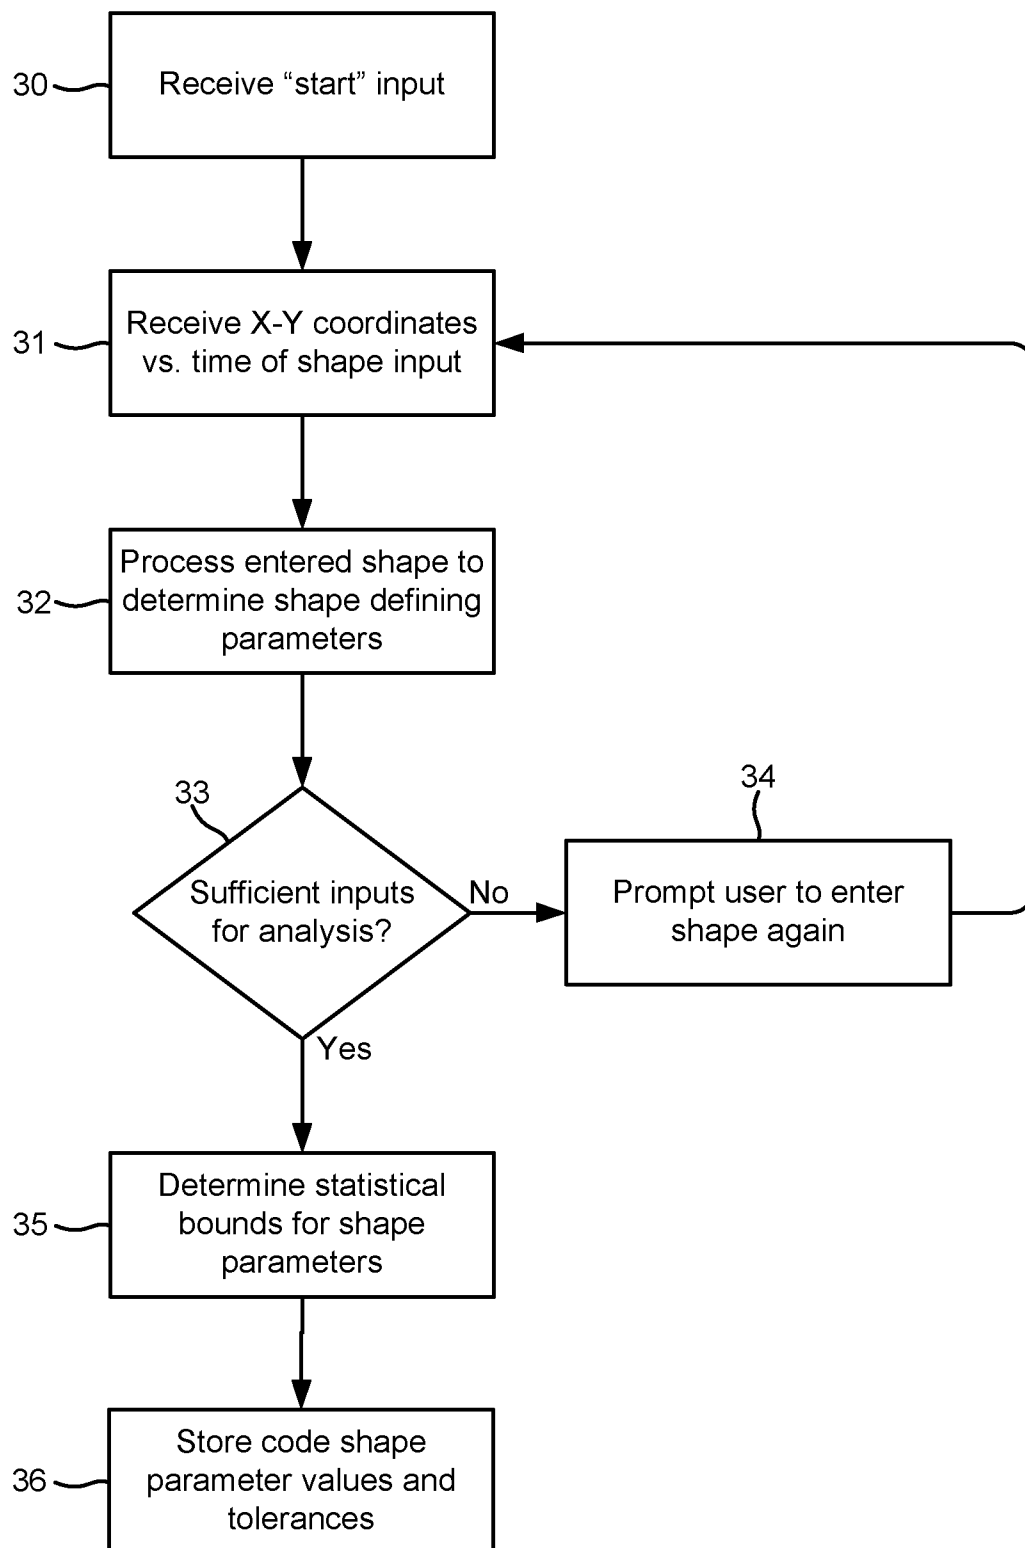 30
Receive “start” input
31
Receive X-Y coordinates
vs. time of shape input
32
Process entered shape to
determine shape defining
parameters
33
Sufficient inputs
for analysis?
No
34
Prompt user to enter
shape again
Yes
35
Determine statistical
bounds for shape
parameters
36
Store code shape
parameter values and
tolerances